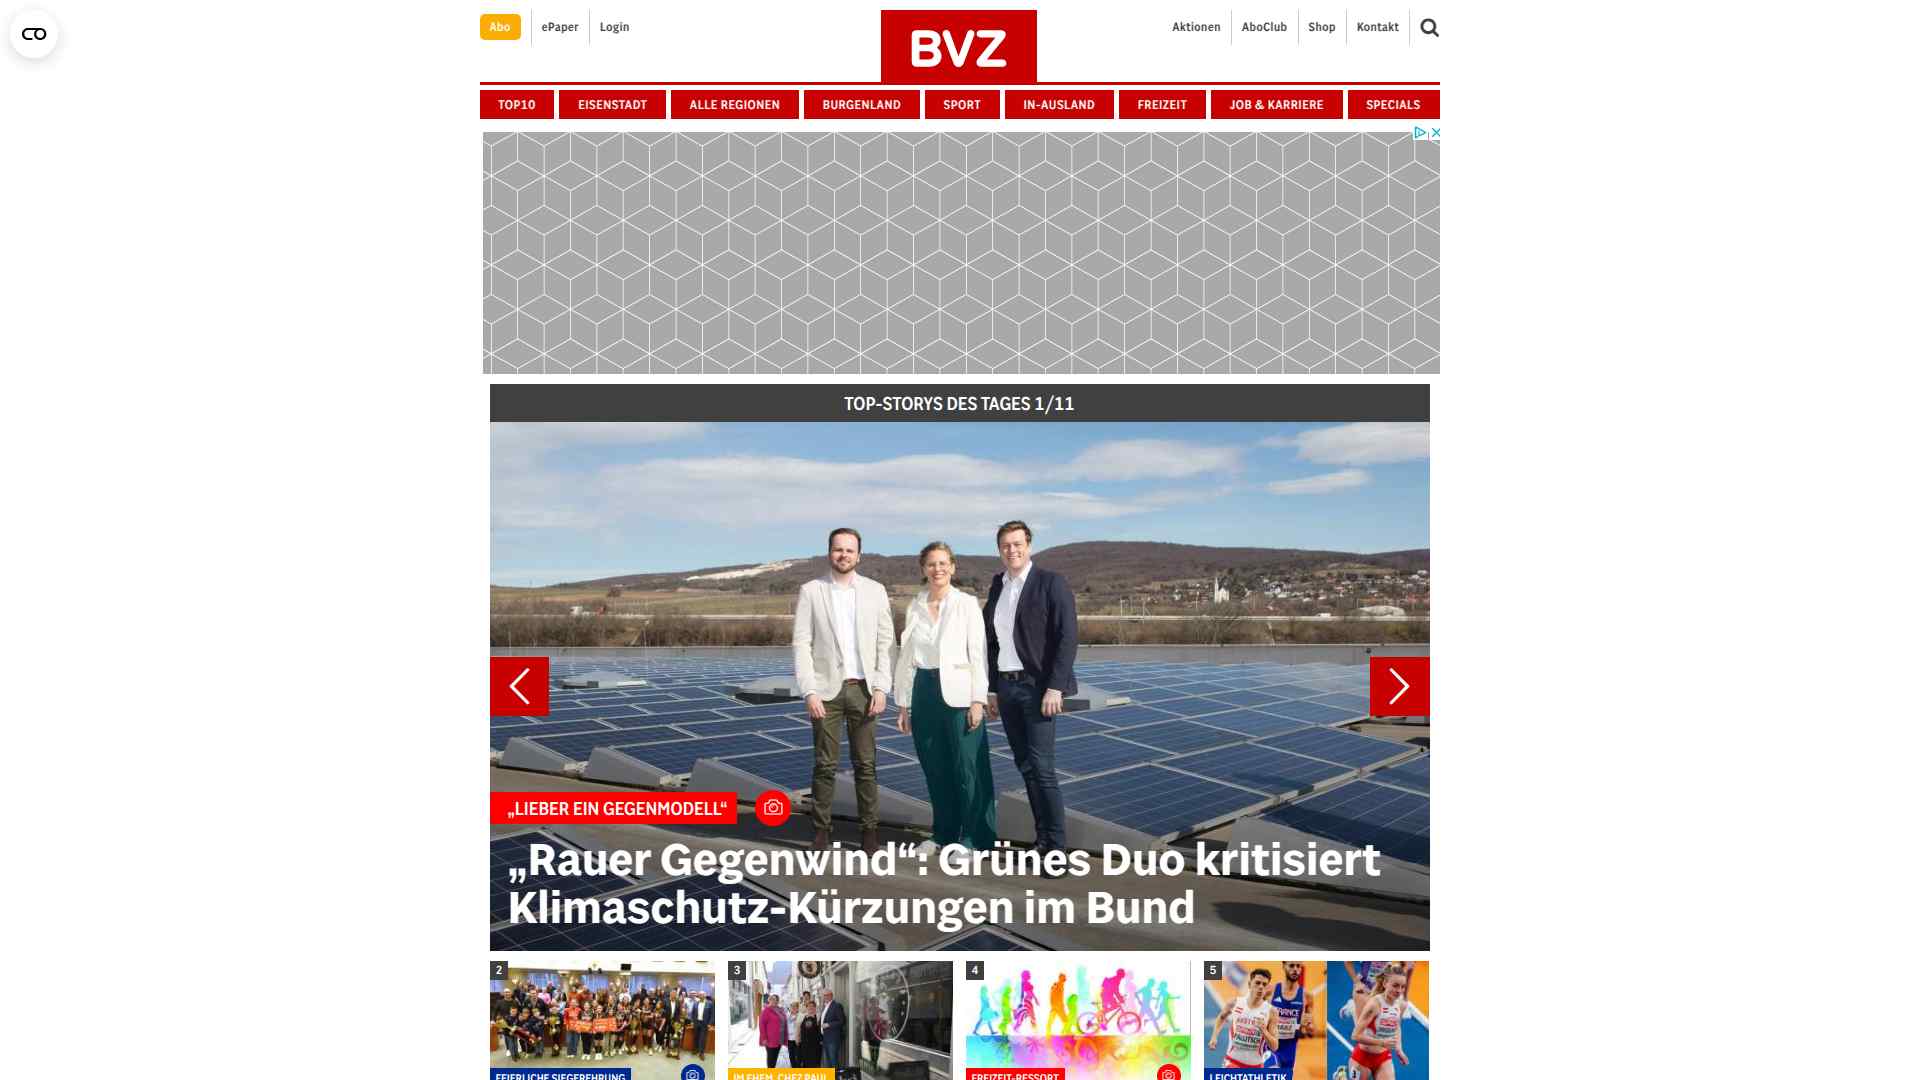 Abo
ePaper
Login
BVZ
Aktionen
AboClub
Shop
Kontakt
TOP10
EISENSTADT
ALLE REGIONEN
BURGENLAND
SPORT
IN-AUSLAND
FREIZEIT
JOB & KARRIERE
SPECIALS
TOP-STORYS DES TAGES 1/11
„LIEBER EIN GEGENMODELL“
„Rauer Gegenwind“: Grünes Duo kritisiert
Klimaschutz-Kürzungen im Bund
2
3
4
5
FEIERLICHE SIEGEREHRUNG
IM EHEM. CHEZ PAUL
FREIZEIT-RESSORT
LEICHTATHLETIK